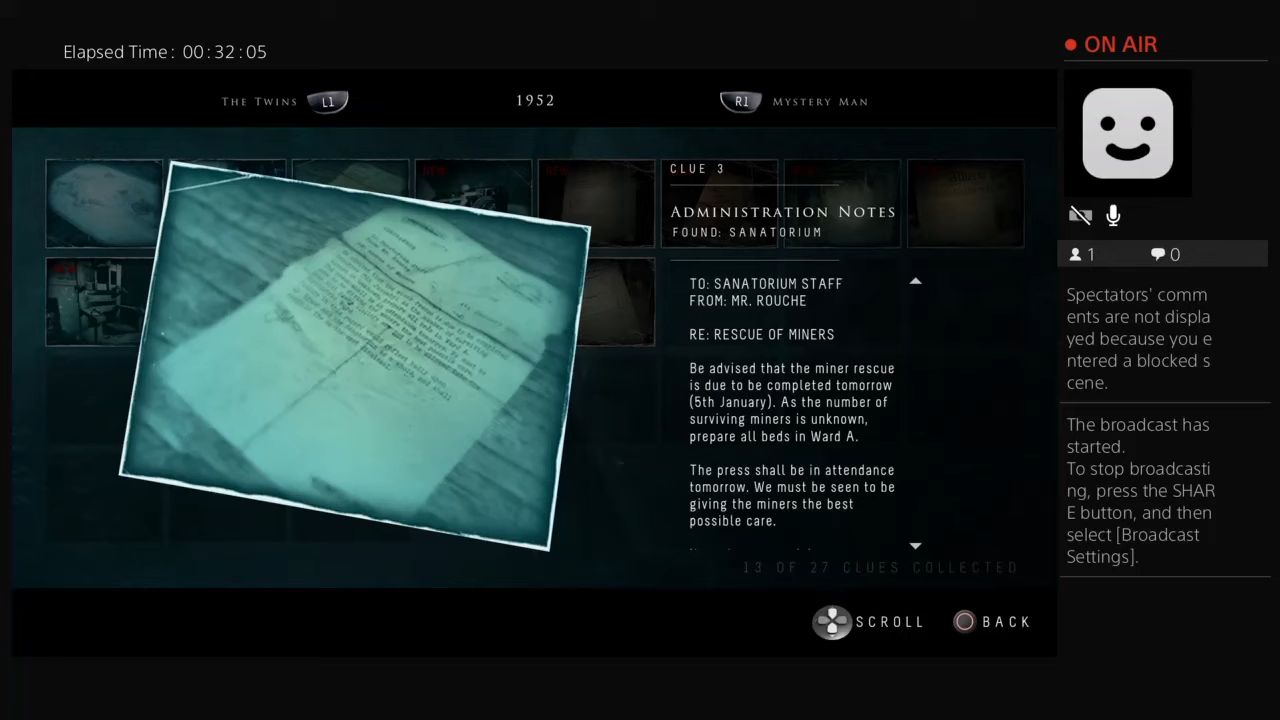 Elapsed Time: 00:32:05
ON AIR
THE TWINS L1 1952 R1 MYSTERY MAN
NEW
CLUE 3
ADMINISTRATION NOTES
FOUND: SANATORIUM
TO: SANATORIUM STAFF
FROM: MR. ROUCHE
RE: RESCUE OF MINERS
Be advised that the miner rescue
is due to be completed tomorrow
(5th January). As the number of
surviving miners is unknown,
prepare all beds in Ward A.
The press shall be in attendance
tomorrow. We must be seen to be
giving the miners the best
possible care.
13 OF 27 CLUES COLLECTED
SCROLL BACK
1 0
Spectators' comm
ents are not displa
yed because you e
ntered a blocked s
cene.
The broadcast has
started.
To stop broadcasti
ng, press the SHAR
E button, and then
select [Broadcast
Settings].